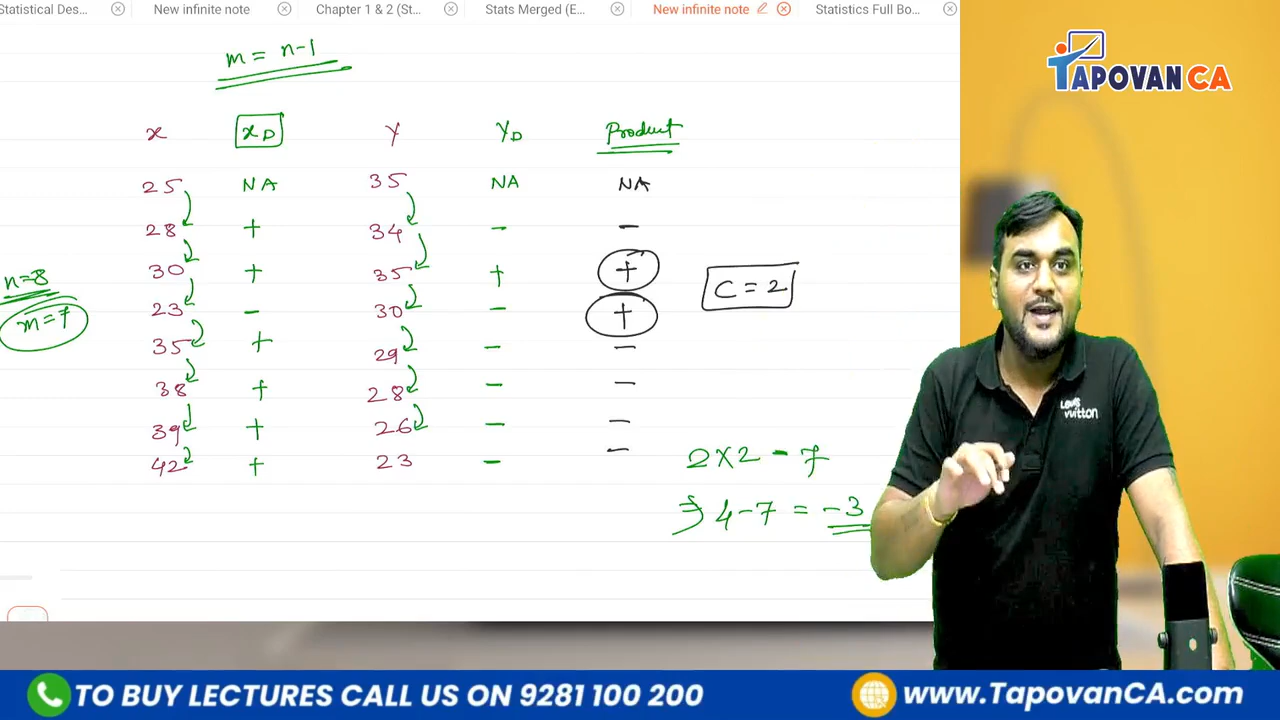 Statistical Des...
New infinite note
Chapter 1 & 2 (St...
Stats Merged (E...
New infinite note
Statistics Full Bo...
TAPOVAN CA
m = n-1
x xD y YD Product
25 NA 35 NA NA
28 + 34 - -
30 + 35 + +
23 - 30 - +
35 + 29 - -
38 + 28 - -
39 + 26 - -
42 + 23 - -
n=8
m=7
C = 2
2×2 - 7
⇒ 4-7 = -3
Lewis
vuitton
TO BUY LECTURES CALL US ON 9281 100 200
www.TapovanCA.com